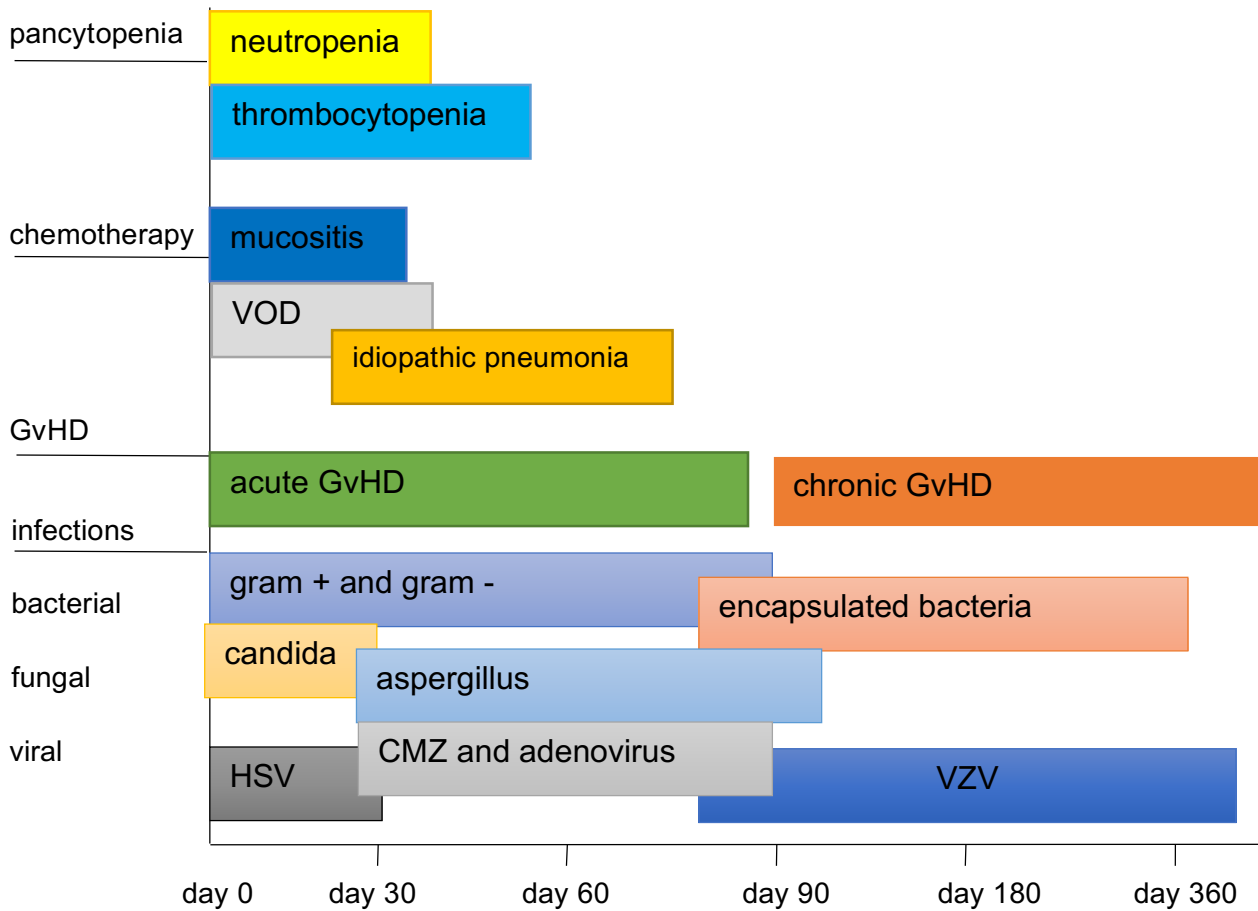 pancytopenia
neutropenia
thrombocytopenia
chemotherapy
mucositis
VOD
idiopathic pneumonia
GvHD
acute GvHD
chronic GvHD
infections
gram + and gram -
bacterial
encapsulated bacteria
candida
fungal
aspergillus
viral
CMZ and adenovirus
HSV
VZV
day 0
day 30
day 60
day 90
day 180
day 360